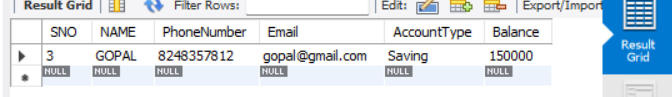 Result Grid Filter Rows: Edit: Export/Import
SNO NAME PhoneNumber Email AccountType Balance
3 GOPAL 8248357812 gopal@gmail.com Saving 150000
NULL NULL NULL NULL NULL NULL
Result
Grid